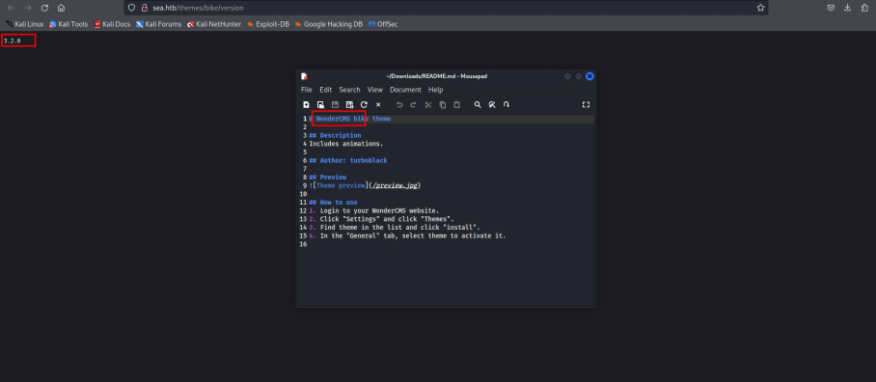 sea.htb/themes/bike/version
Kali Linux Kali Tools Kali Docs Kali Forums Kali NetHunter Exploit-DB Google Hacking DB OffSec
3.2.0
~/Downloads/README.md - Mousepad
File Edit Search View Document Help
1 # WonderCMS bike theme
2
3 ## Description
4 Includes animations.
5
6 ## Author: turboblack
7
8 ## Preview
9 ![Theme preview](/preview.jpg)
10
11 ## How to use
12 1. Login to your WonderCMS website.
13 2. Click "Settings" and click "Themes".
14 3. Find theme in the list and click "install".
15 4. In the "General" tab, select theme to activate it.
16